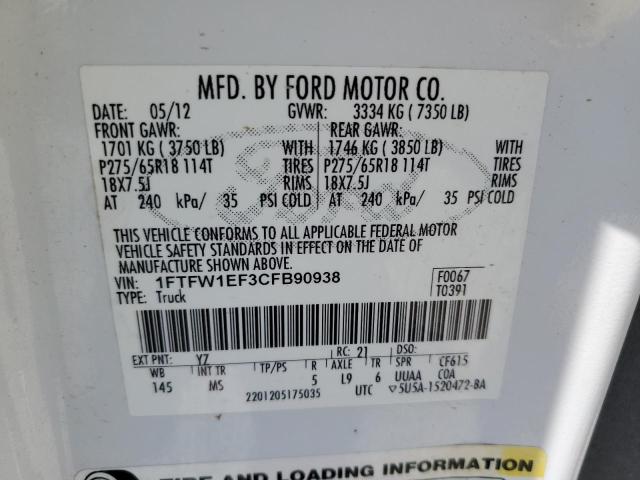 MFD. BY FORD MOTOR CO.
DATE: 05/12 GVWR: 3334 KG ( 7350 LB)
FRONT GAWR: REAR GAWR:
1701 KG ( 3750 LB) WITH 1746 KG ( 3850 LB) WITH
P275/65R18 114T TIRES P275/65R18 114T TIRES
18X7.5J RIMS 18X7.5J RIMS
AT 240 kPa/ 35 PSI COLD AT 240 kPa/ 35 PSI COLD
THIS VEHICLE CONFORMS TO ALL APPLICABLE FEDERAL MOTOR
VEHICLE SAFETY STANDARDS IN EFFECT ON THE DATE OF
MANUFACTURE SHOWN ABOVE.
VIN: 1FTFW1EF3CFB90938 F0067
TYPE: Truck T0391
EXT PNT: YZ RC: 21 DSO:
WB INT TR TP/PS R AXLE TR SPR CF615
145 MS 5 L9 6 UUAA COA
2201205175035 UTC ▽5U5A-1520472-BA
TIRE AND LOADING INFORMATION